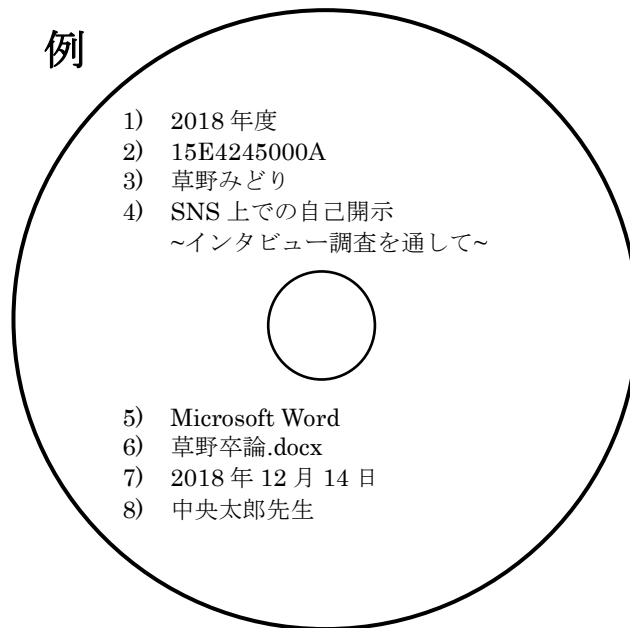 例
1) 2018年度
2) 15E4245000A
3) 草野みどり
4) SNS上での自己開示
~インタビュー調査を通して~
5) Microsoft Word
6) 草野卒論.docx
7) 2018年12月14日
8) 中央太郎先生